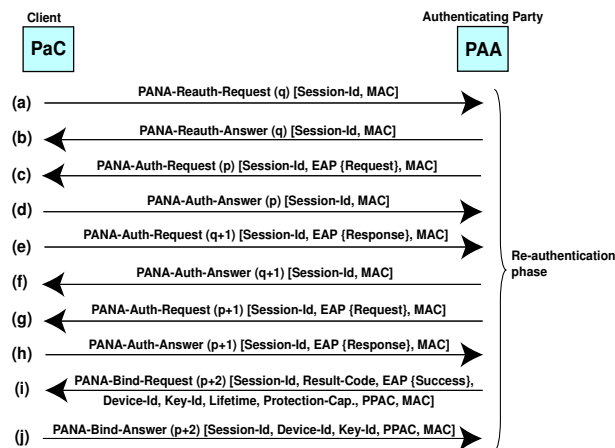 Client
Authenticating Party
PaC
PAA
(a) PANA-Reauth-Request (q) [Session-Id, MAC]
(b) PANA-Reauth-Answer (q) [Session-Id, MAC]
(c) PANA-Auth-Request (p) [Session-Id, EAP {Request}, MAC]
(d) PANA-Auth-Answer (p) [Session-Id, MAC]
(e) PANA-Auth-Request (q+1) [Session-Id, EAP {Response}, MAC]
(f) PANA-Auth-Answer (q+1) [Session-Id, MAC]
(g) PANA-Auth-Request (p+1) [Session-Id, EAP {Request}, MAC]
(h) PANA-Auth-Answer (p+1) [Session-Id, EAP {Response}, MAC]
(i) PANA-Bind-Request (p+2) [Session-Id, Result-Code, EAP {Success},
Device-Id, Key-Id, Lifetime, Protection-Cap., PPAC, MAC]
(j) PANA-Bind-Answer (p+2) [Session-Id, Device-Id, Key-Id, PPAC, MAC]
Re-authentication
phase